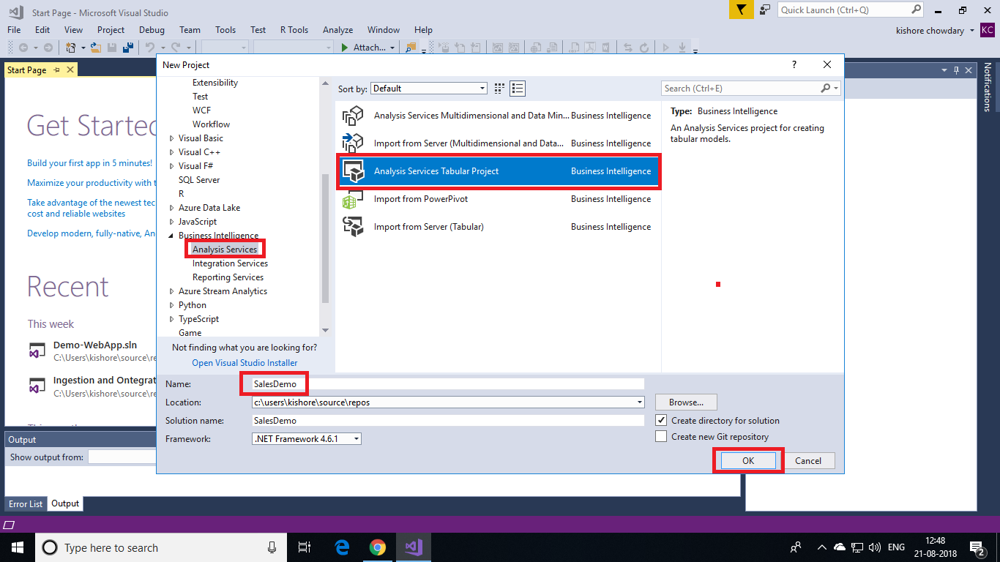 Start Page - Microsoft Visual Studio
Quick Launch (Ctrl+Q)
File Edit View Project Debug Team Tools Test R Tools Analyze Window Help
kishore chowdary KC
Attach...
Start Page
Notifications
New Project
?
Get Started
Build your first app in 5 minutes!
Maximize your productivity with t
Take advantage of the newest tec
cost and reliable websites
Develop modern, fully-native, An
Recent
This week
Demo-WebApp.sln
C:\Users\kishore\source\re
Ingestion and Ontegrat
C:\Users\kishore\source\re
Extensibility
Test
WCF
Workflow
Visual Basic
Visual C++
Visual F#
SQL Server
R
Azure Data Lake
JavaScript
Business Intelligence
Analysis Services
Integration Services
Reporting Services
Azure Stream Analytics
Python
TypeScript
Game
Not finding what you are looking for?
Open Visual Studio Installer
Sort by: Default
Search (Ctrl+E)
Analysis Services Multidimensional and Data Min... Business Intelligence
Import from Server (Multidimensional and Data... Business Intelligence
Analysis Services Tabular Project Business Intelligence
Import from PowerPivot Business Intelligence
Import from Server (Tabular) Business Intelligence
Type: Business Intelligence
An Analysis Services project for creating
tabular models.
Name: SalesDemo
Location: c:\users\kishore\source\repos
Browse...
Solution name: SalesDemo
Create directory for solution
Framework: .NET Framework 4.6.1
Create new Git repository
OK Cancel
Output
Show output from:
Error List Output
Type here to search
ENG
12:48
21-08-2018
2